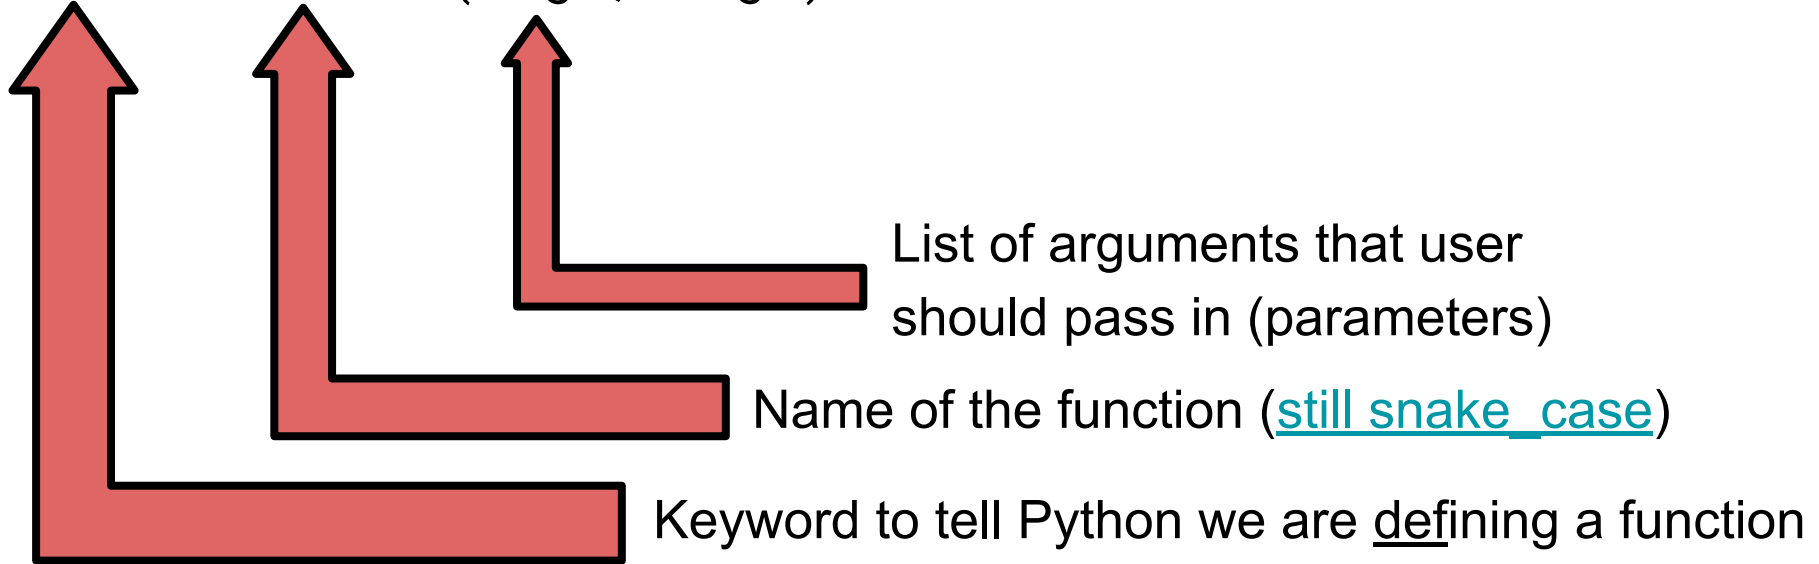 List of arguments that user
should pass in (parameters)
Name of the function (still snake_case)
Keyword to tell Python we are defining a function